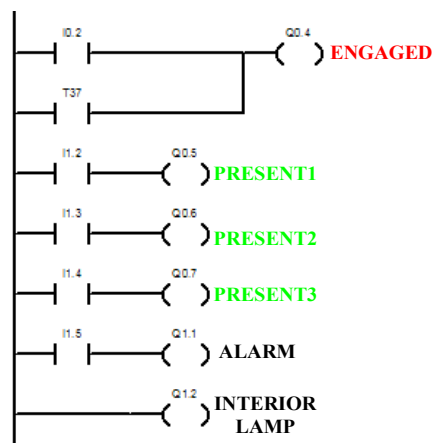 I0.2 Q0.4 ENGAGED
T37
I1.2 Q0.5 PRESENT1
I1.3 Q0.6 PRESENT2
I1.4 Q0.7 PRESENT3
I1.5 Q1.1 ALARM
Q1.2 INTERIOR
LAMP